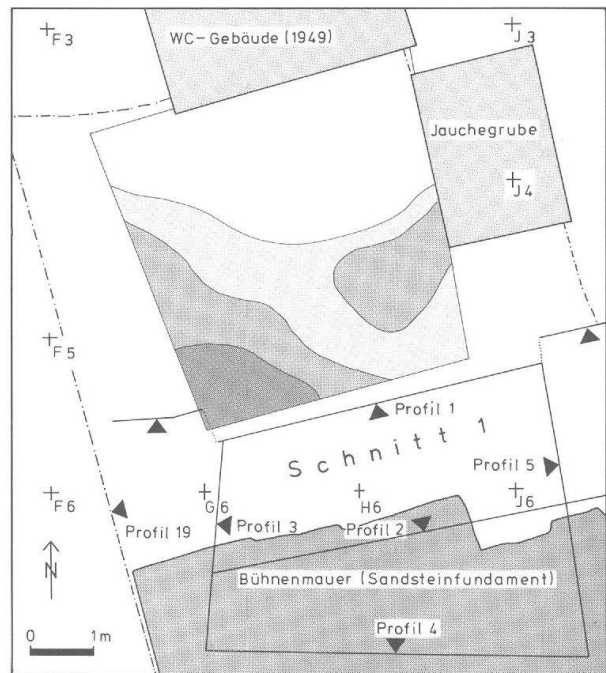 F3
WC-Gebäude (1949)
J3
Jauchegrube
J4
F5
Profil 1
Schnitt 1
Profil 5
F6
G6
H6
J6
Profil 19
Profil 3
Profil 2
N
Bühnenmauer (Sandsteinfundament)
Profil 4
0 1m